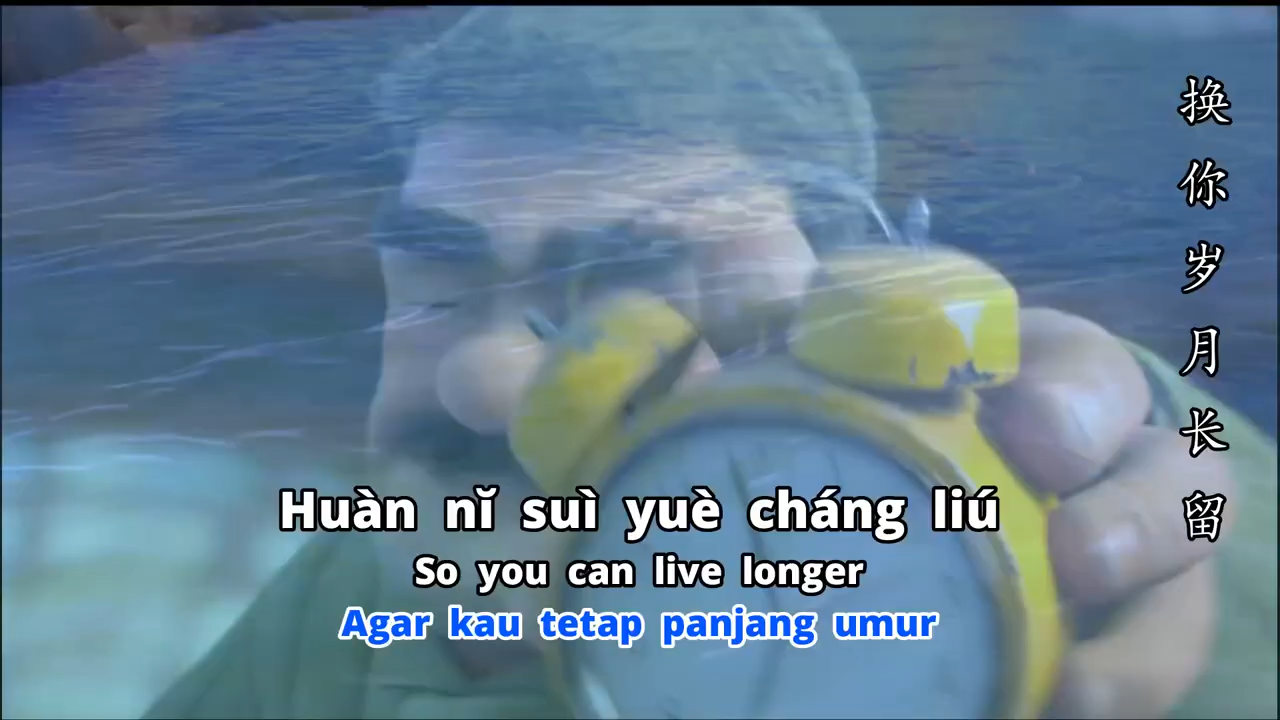 换你岁月长留
Huàn nĭ suì yuè cháng liú
So you can live longer
Agar kau tetap panjang umur